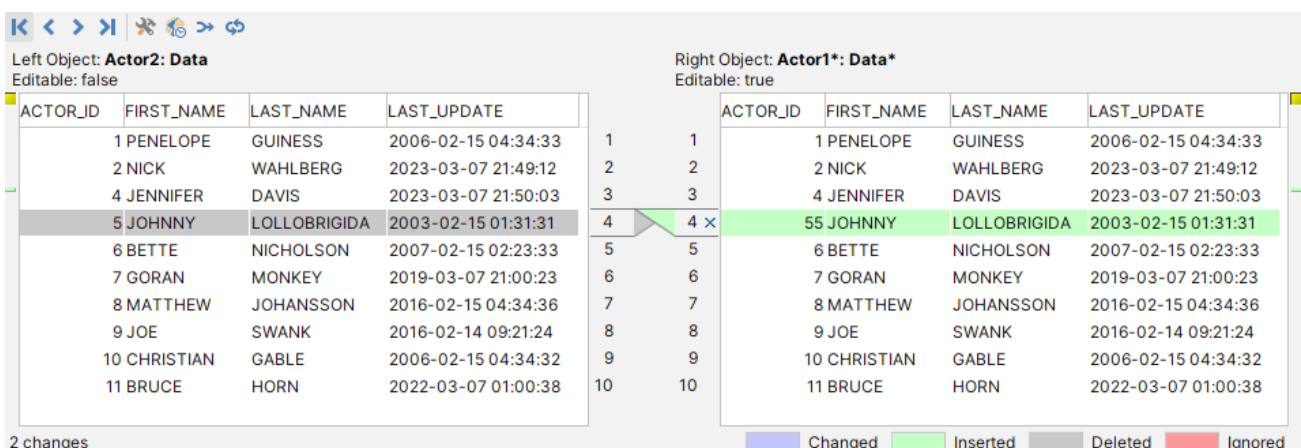 Left Object: Actor2: Data Right Object: Actor1*: Data*
Editable: false Editable: true
ACTOR_ID FIRST_NAME LAST_NAME LAST_UPDATE ACTOR_ID FIRST_NAME LAST_NAME LAST_UPDATE
1 PENELOPE GUINESS 2006-02-15 04:34:33 1 1 1 PENELOPE GUINESS 2006-02-15 04:34:33
2 NICK WAHLBERG 2023-03-07 21:49:12 2 2 2 NICK WAHLBERG 2023-03-07 21:49:12
4 JENNIFER DAVIS 2023-03-07 21:50:03 3 3 4 JENNIFER DAVIS 2023-03-07 21:50:03
5 JOHNNY LOLLOBRIGIDA 2003-02-15 01:31:31 4 4 55 JOHNNY LOLLOBRIGIDA 2003-02-15 01:31:31
6 BETTE NICHOLSON 2007-02-15 02:23:33 5 5 6 BETTE NICHOLSON 2007-02-15 02:23:33
7 GORAN MONKEY 2019-03-07 21:00:23 6 6 7 GORAN MONKEY 2019-03-07 21:00:23
8 MATTHEW JOHANSSON 2016-02-15 04:34:36 7 7 8 MATTHEW JOHANSSON 2016-02-15 04:34:36
9 JOE SWANK 2016-02-14 09:21:24 8 8 9 JOE SWANK 2016-02-14 09:21:24
10 CHRISTIAN GABLE 2006-02-15 04:34:32 9 9 10 CHRISTIAN GABLE 2006-02-15 04:34:32
11 BRUCE HORN 2022-03-07 01:00:38 10 10 11 BRUCE HORN 2022-03-07 01:00:38
2 changes Changed Inserted Deleted Ignored